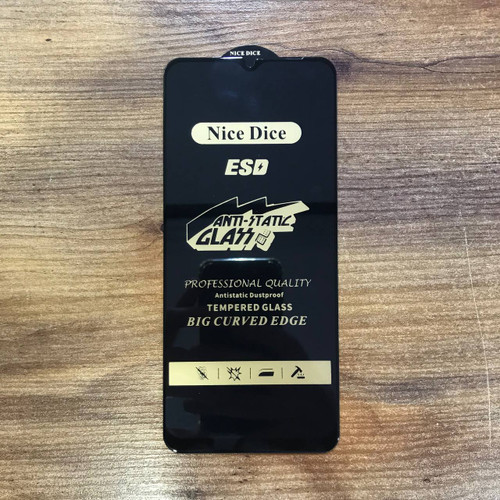 NICE DICE
Nice Dice
ESD
ANTI-STATIC
GLASS
PROFESSIONAL QUALITY
Antistatic Dustproof
TEMPERED GLASS
BIG CURVED EDGE